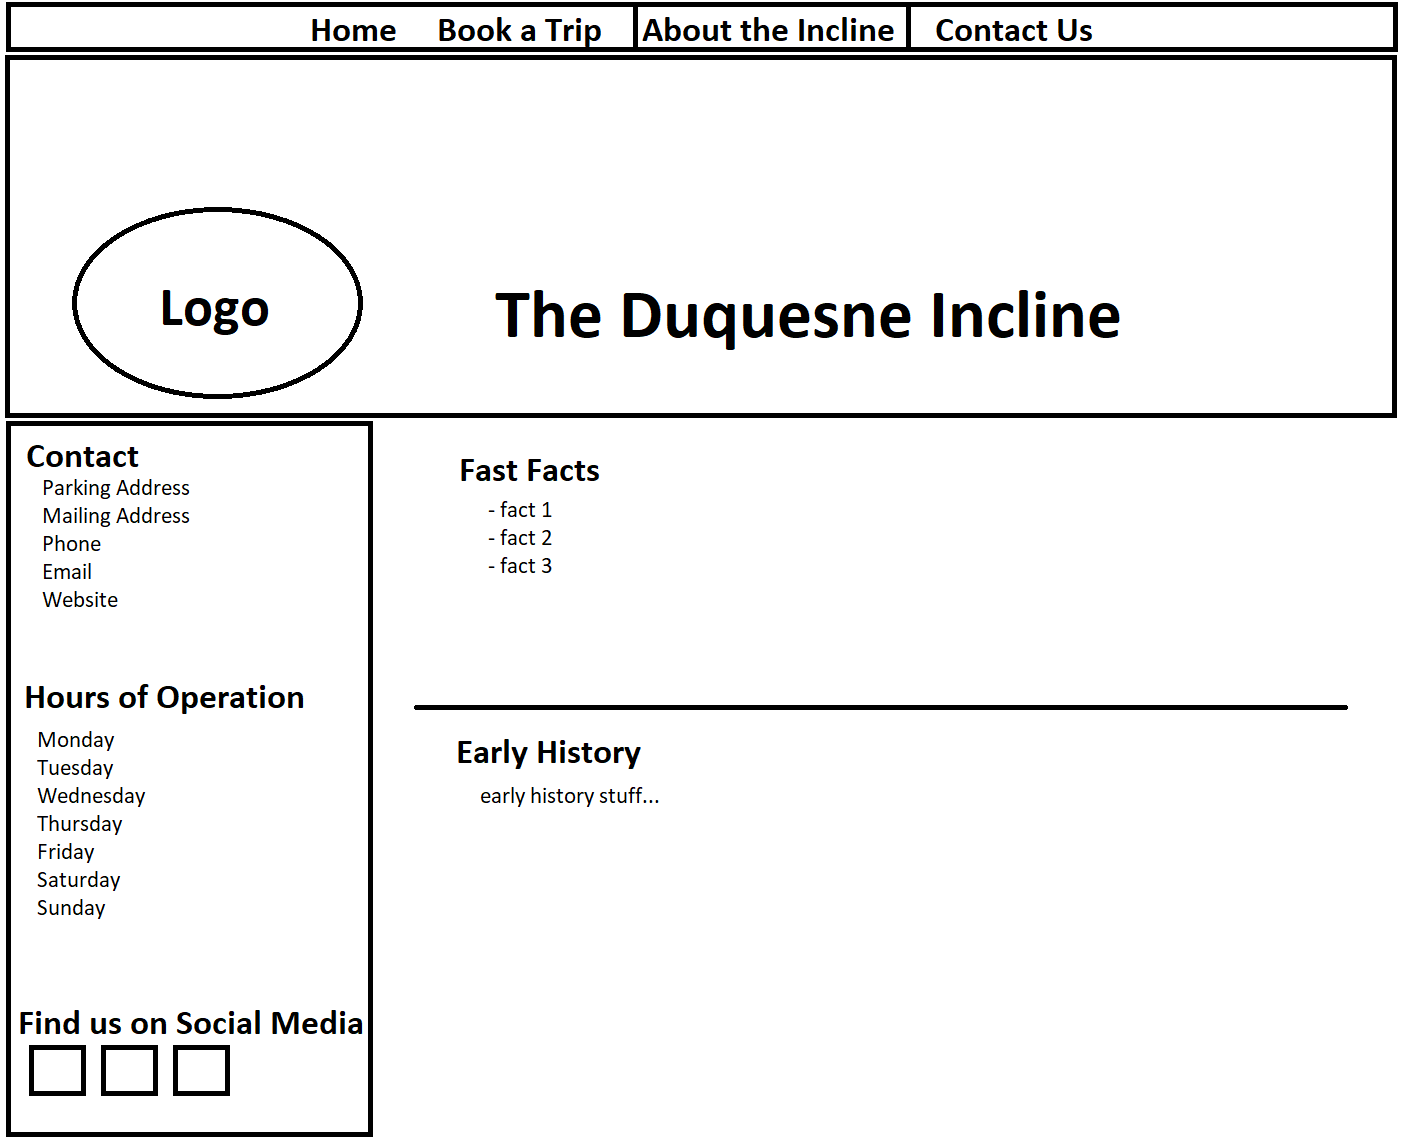 Home Book a Trip About the Incline Contact Us
Logo
The Duquesne Incline
Contact
Parking Address
Mailing Address
Phone
Email
Website
Hours of Operation
Monday
Tuesday
Wednesday
Thursday
Friday
Saturday
Sunday
Find us on Social Media
Fast Facts
- fact 1
- fact 2
- fact 3
Early History
early history stuff...